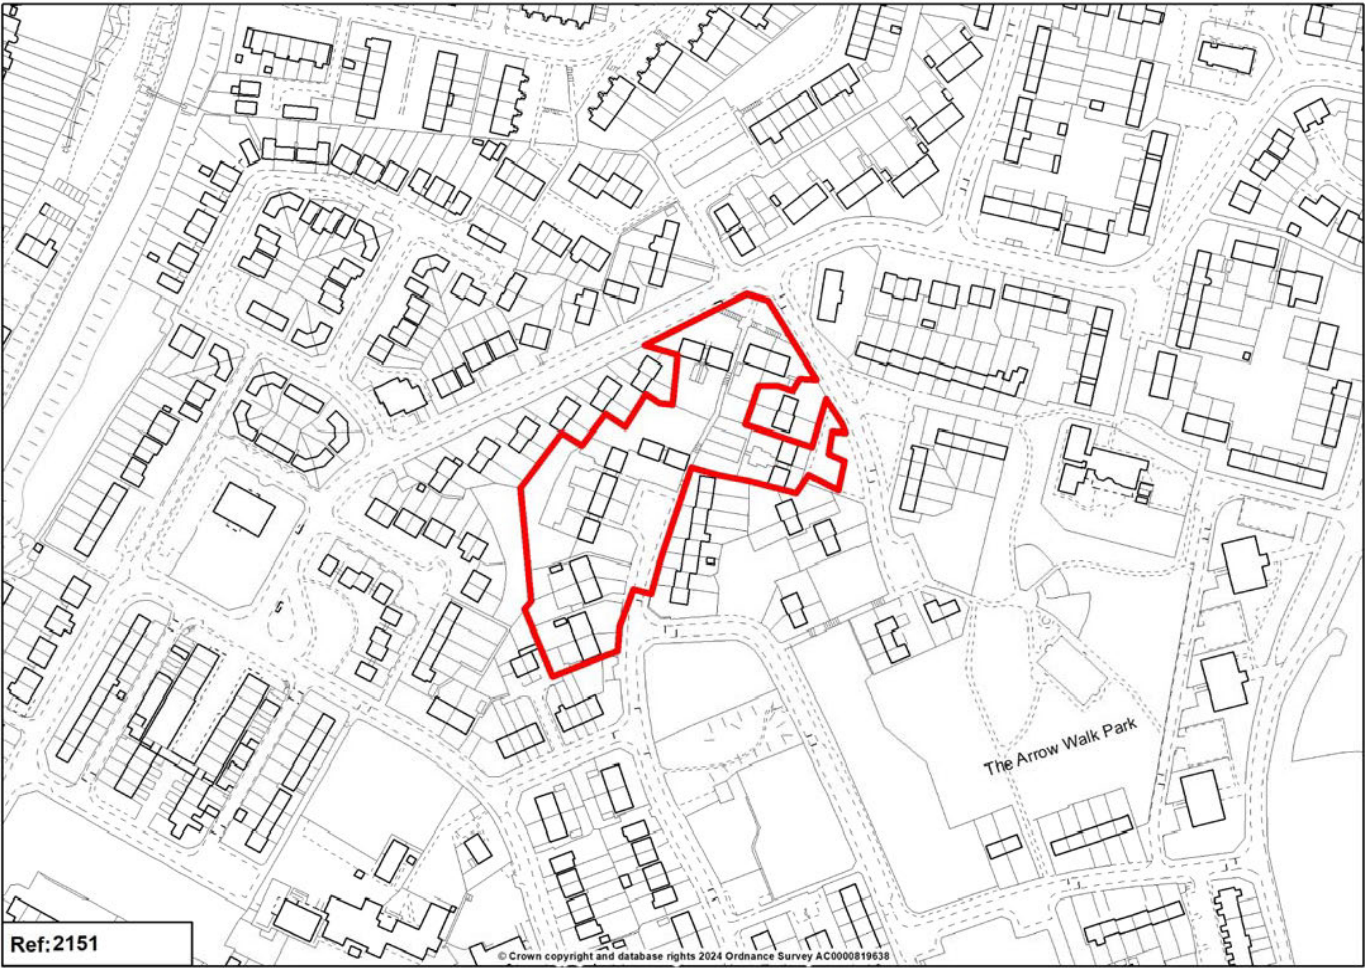 The Arrow Walk Park
Ref:2151
© Crown copyright and database rights 2024 Ordnance Survey AC0000819638